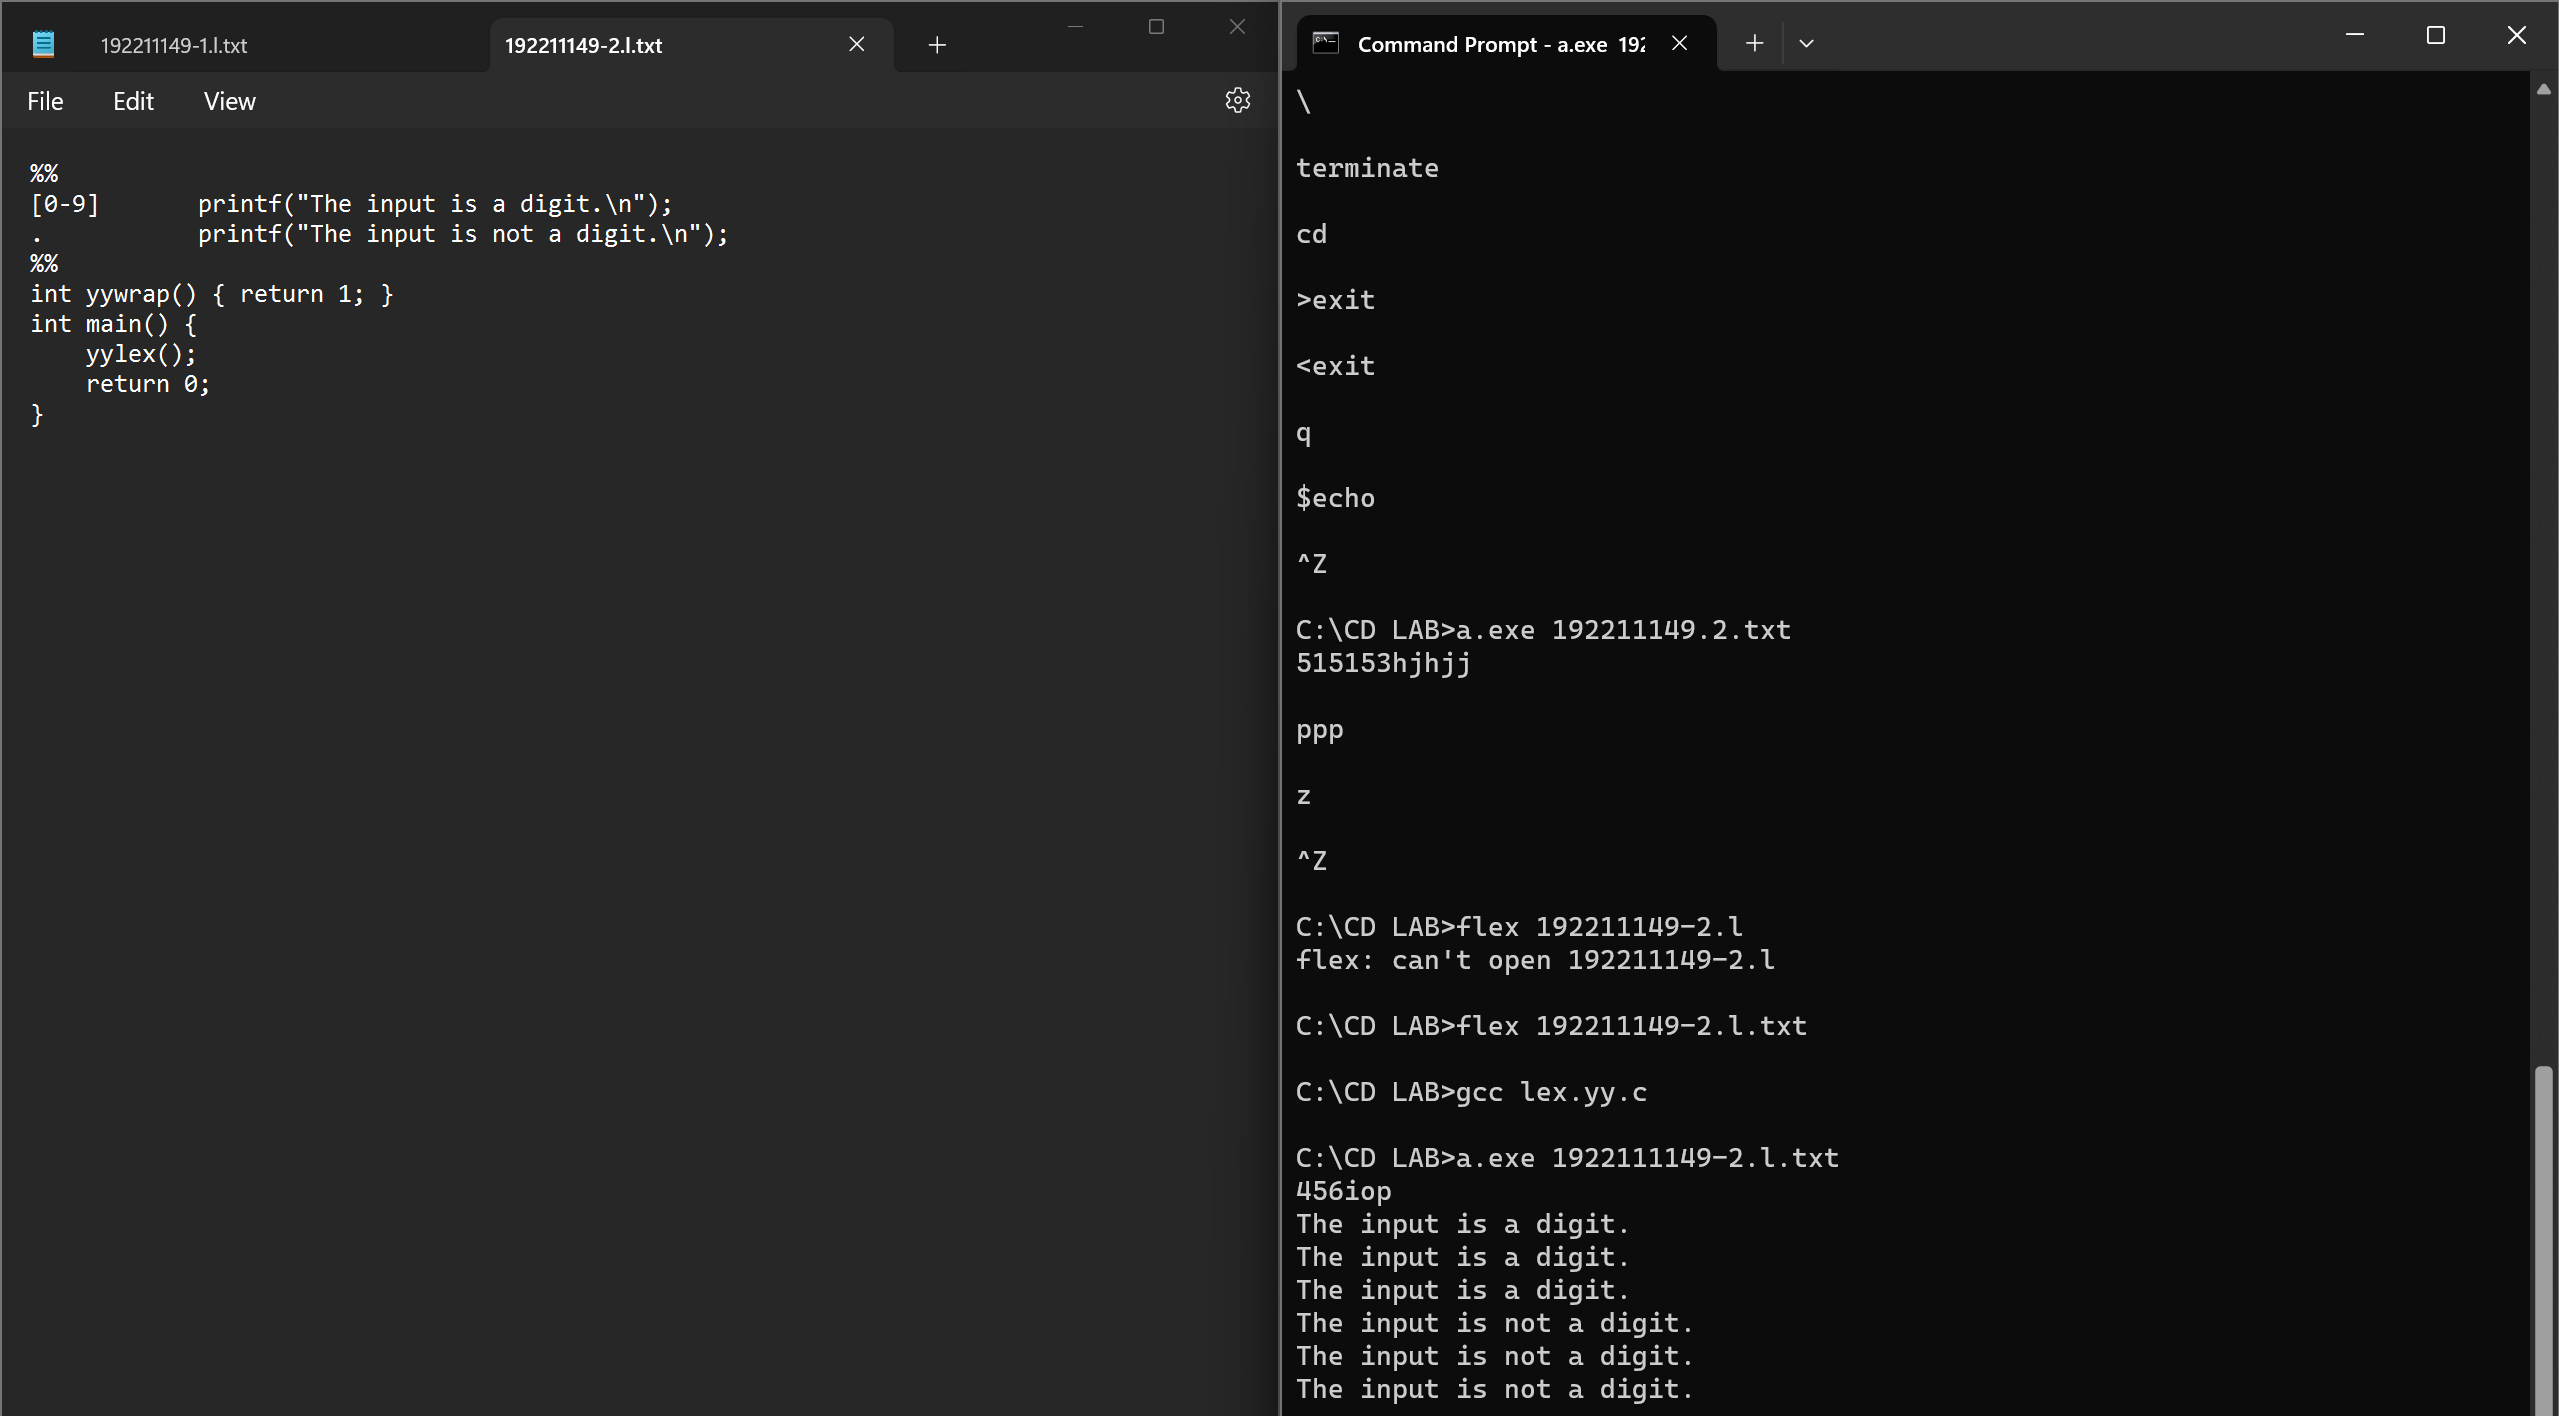 192211149-1.l.txt
192211149-2.l.txt
File Edit View
%%
[0-9]       printf("The input is a digit.\n");
.           printf("The input is not a digit.\n");
%%
int yywrap() { return 1; }
int main() {
    yylex();
    return 0;
}
Command Prompt - a.exe 192
\
terminate
cd
>exit
<exit
q
$echo
^Z
C:\CD LAB>a.exe 192211149.2.txt
515153hjhjj
ppp
z
^Z
C:\CD LAB>flex 192211149-2.l
flex: can't open 192211149-2.l
C:\CD LAB>flex 192211149-2.l.txt
C:\CD LAB>gcc lex.yy.c
C:\CD LAB>a.exe 1922111149-2.l.txt
456iop
The input is a digit.
The input is a digit.
The input is a digit.
The input is not a digit.
The input is not a digit.
The input is not a digit.